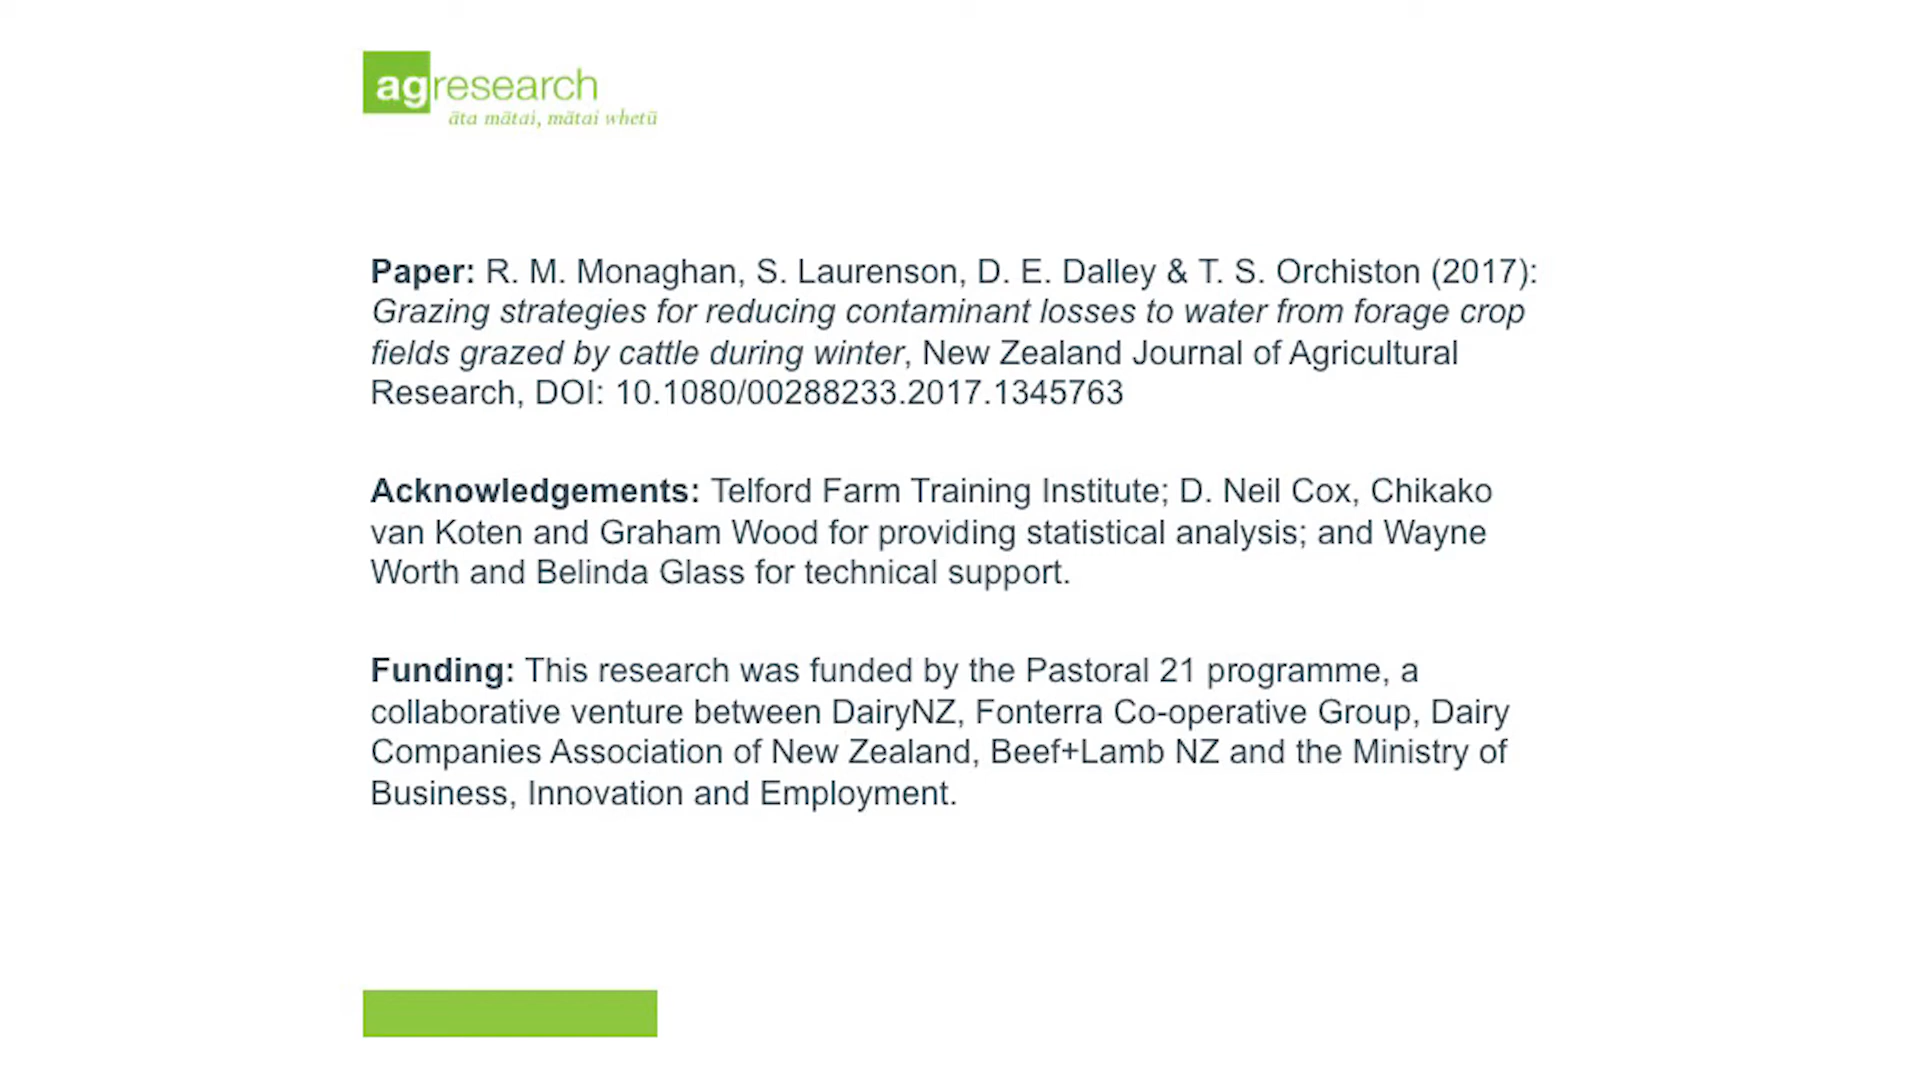 agresearch
āta mātai, mātai whetū
Paper: R. M. Monaghan, S. Laurenson, D. E. Dalley & T. S. Orchiston (2017):
Grazing strategies for reducing contaminant losses to water from forage crop
fields grazed by cattle during winter, New Zealand Journal of Agricultural
Research, DOI: 10.1080/00288233.2017.1345763
Acknowledgements: Telford Farm Training Institute; D. Neil Cox, Chikako
van Koten and Graham Wood for providing statistical analysis; and Wayne
Worth and Belinda Glass for technical support.
Funding: This research was funded by the Pastoral 21 programme, a
collaborative venture between DairyNZ, Fonterra Co-operative Group, Dairy
Companies Association of New Zealand, Beef+Lamb NZ and the Ministry of
Business, Innovation and Employment.